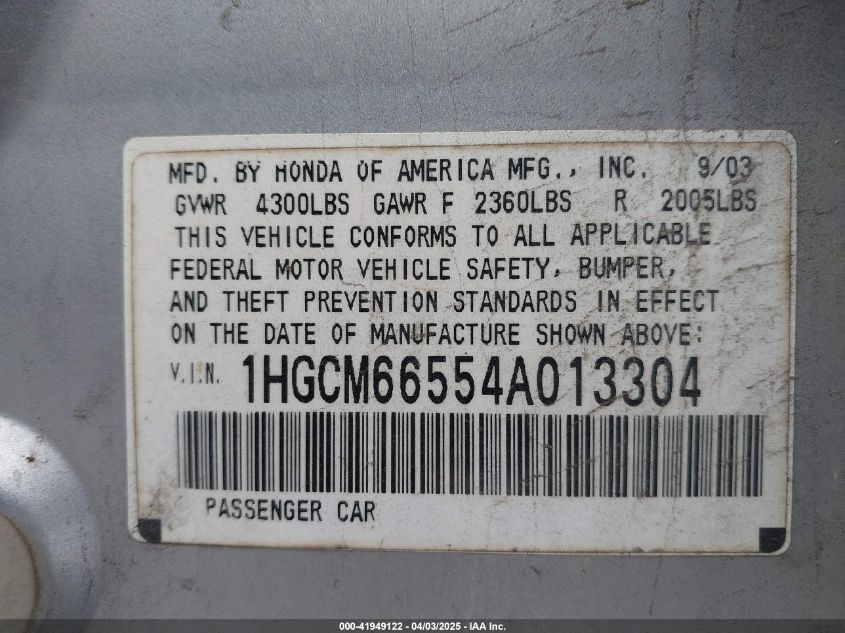 MFD. BY HONDA OF AMERICA MFG., INC. 9/03
GVWR 4300LBS GAWR F 2360LBS R 2005LBS
THIS VEHICLE CONFORMS TO ALL APPLICABLE
FEDERAL MOTOR VEHICLE SAFETY, BUMPER,
AND THEFT PREVENTION STANDARDS IN EFFECT
ON THE DATE OF MANUFACTURE SHOWN ABOVE:
V.I.N. 1HGCM66554A013304
PASSENGER CAR
000-41949122 - 04/03/2025 - IAA Inc.